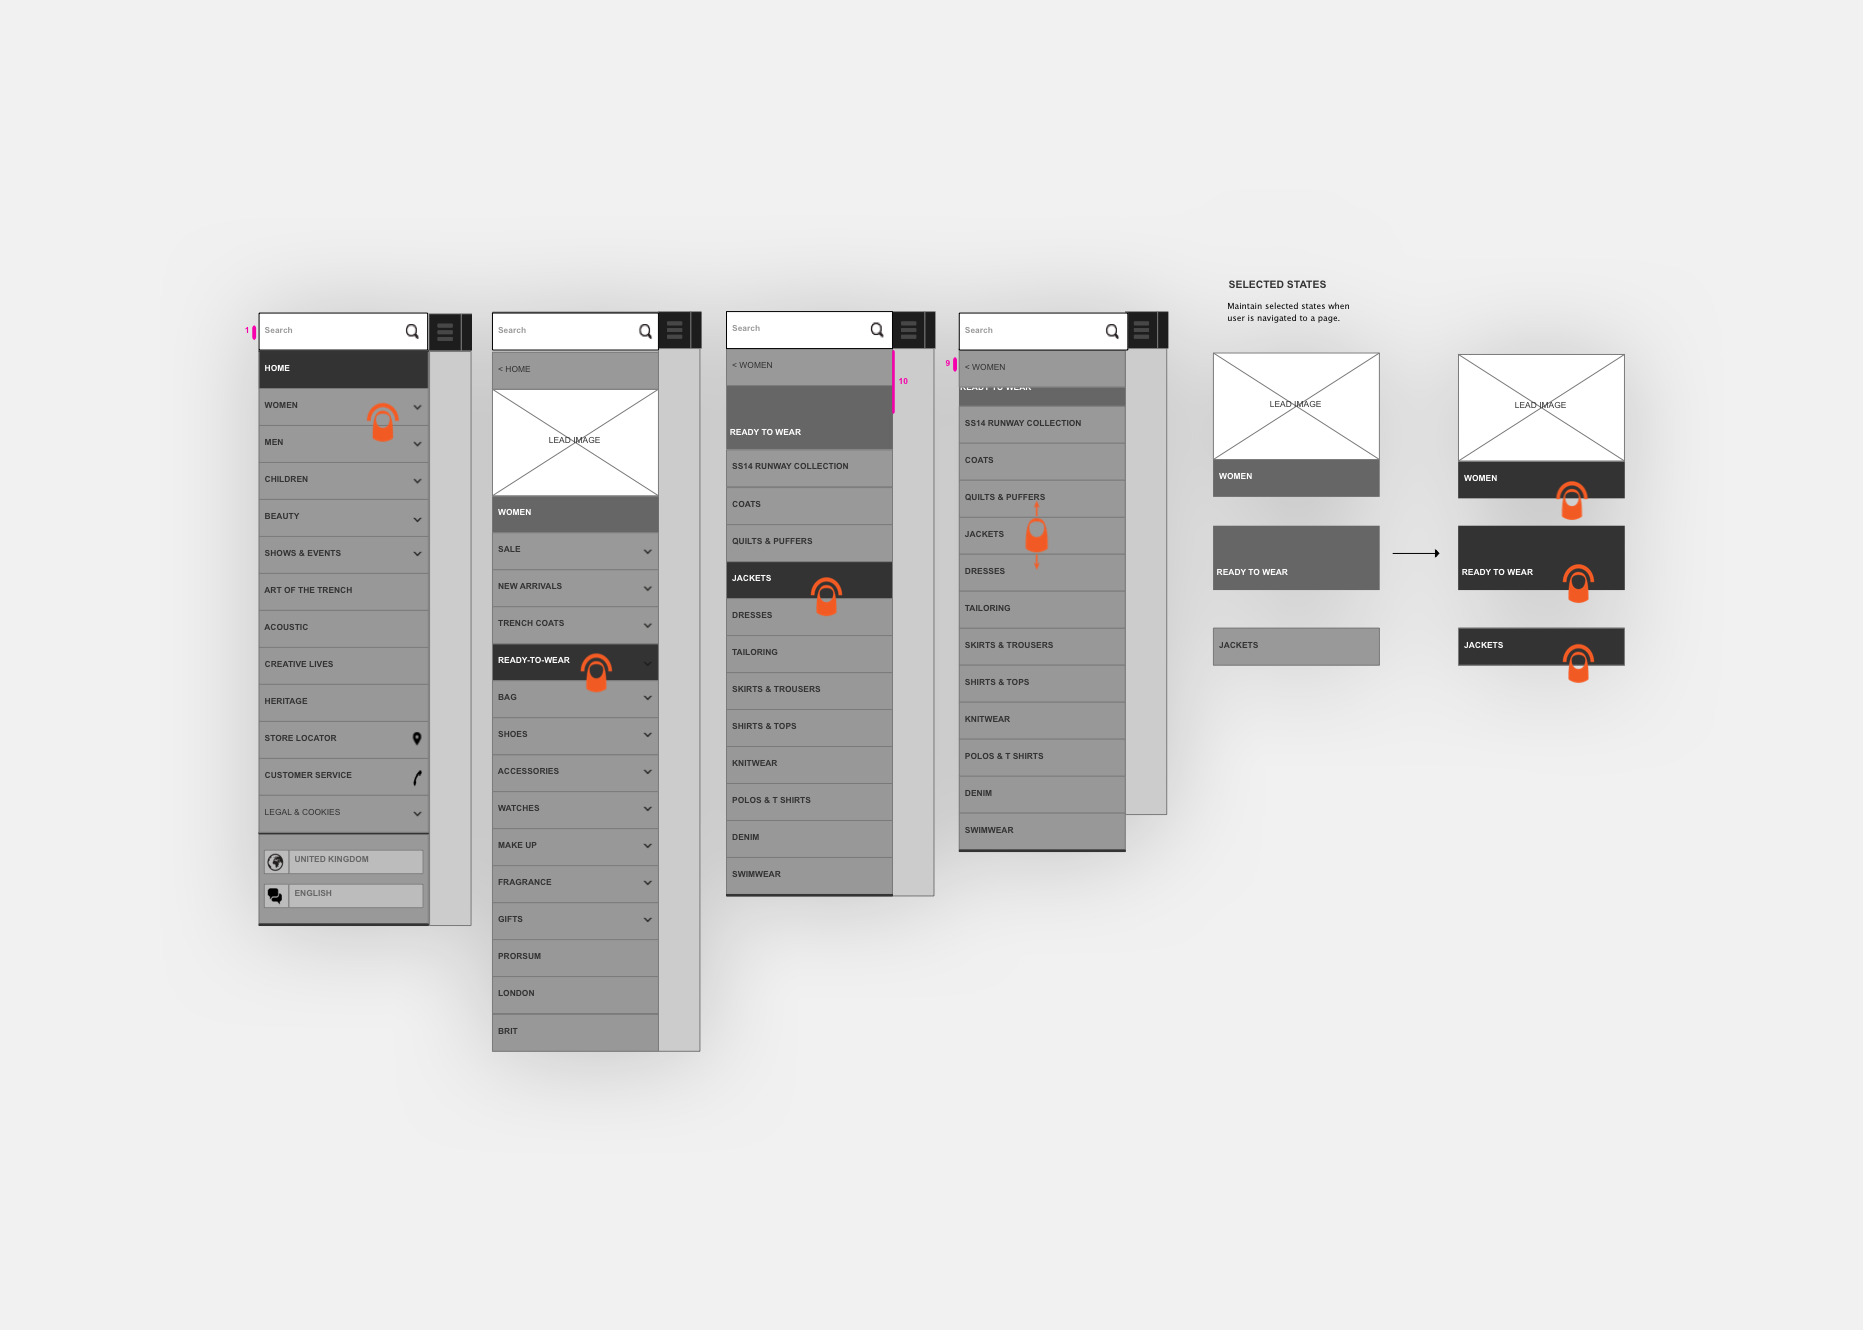 1
Search
HOME
WOMEN
MEN
CHILDREN
BEAUTY
SHOWS & EVENTS
ART OF THE TRENCH
ACOUSTIC
CREATIVE LIVES
HERITAGE
STORE LOCATOR
CUSTOMER SERVICE
LEGAL & COOKIES
UNITED KINGDOM
ENGLISH
Search
< HOME
LEAD IMAGE
WOMEN
SALE
NEW ARRIVALS
TRENCH COATS
READY-TO-WEAR
BAG
SHOES
ACCESSORIES
WATCHES
MAKE UP
FRAGRANCE
GIFTS
PRORSUM
LONDON
BRIT
Search
< WOMEN
10
READY TO WEAR
SS14 RUNWAY COLLECTION
COATS
QUILTS & PUFFERS
JACKETS
DRESSES
TAILORING
SKIRTS & TROUSERS
SHIRTS & TOPS
KNITWEAR
POLOS & T SHIRTS
DENIM
SWIMWEAR
Search
9
< WOMEN
READY TO WEAR
SS14 RUNWAY COLLECTION
COATS
QUILTS & PUFFERS
JACKETS
DRESSES
TAILORING
SKIRTS & TROUSERS
SHIRTS & TOPS
KNITWEAR
POLOS & T SHIRTS
DENIM
SWIMWEAR
SELECTED STATES
Maintain selected states when
user is navigated to a page.
LEAD IMAGE
WOMEN
READY TO WEAR
JACKETS
LEAD IMAGE
WOMEN
READY TO WEAR
JACKETS